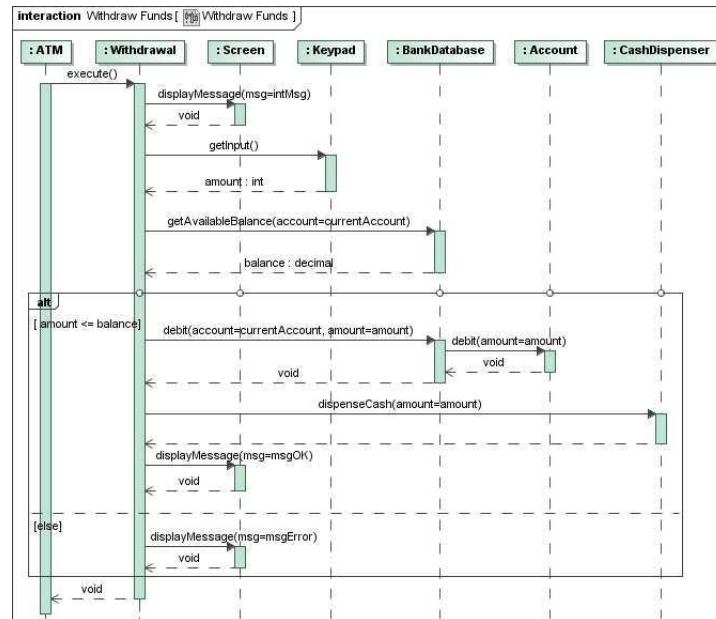 interaction Withdraw Funds [ Withdraw Funds ]
: ATM
: Withdrawal
: Screen
: Keypad
: BankDatabase
: Account
: CashDispenser
execute()
displayMessage(msg=intMsg)
void
getInput()
amount : int
getAvailableBalance(account=currentAccount)
balance : decimal
alt
[ amount <= balance]
debit(account=currentAccount, amount=amount)
debit(amount=amount)
void
void
dispenseCash(amount=amount)
displayMessage(msg=msgOK)
void
[else]
displayMessage(msg=msgError)
void
void